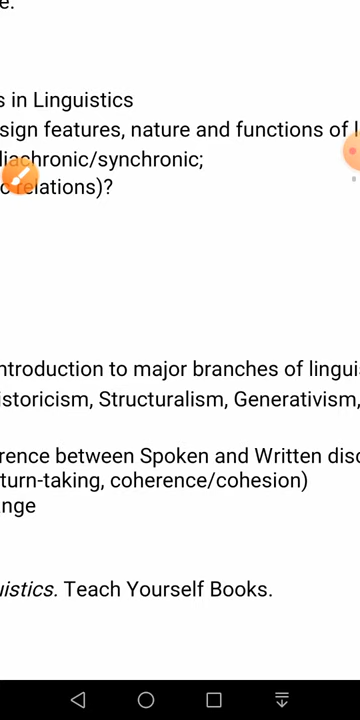 e.
s in Linguistics
sign features, nature and functions of l
liachronic/synchronic;
c relations)?
ntroduction to major branches of lingui
istoricism, Structuralism, Generativism,
rence between Spoken and Written disc
turn-taking, coherence/cohesion)
nge
uistics. Teach Yourself Books.